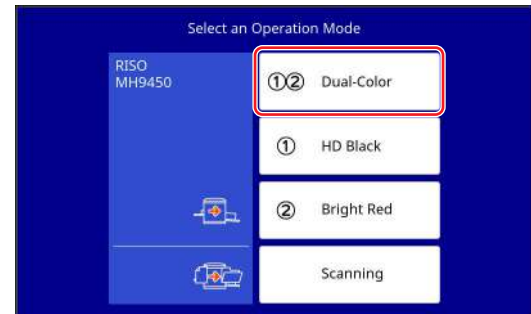 Select an Operation Mode
RISO
MH9450
①② Dual-Color
① HD Black
② Bright Red
Scanning